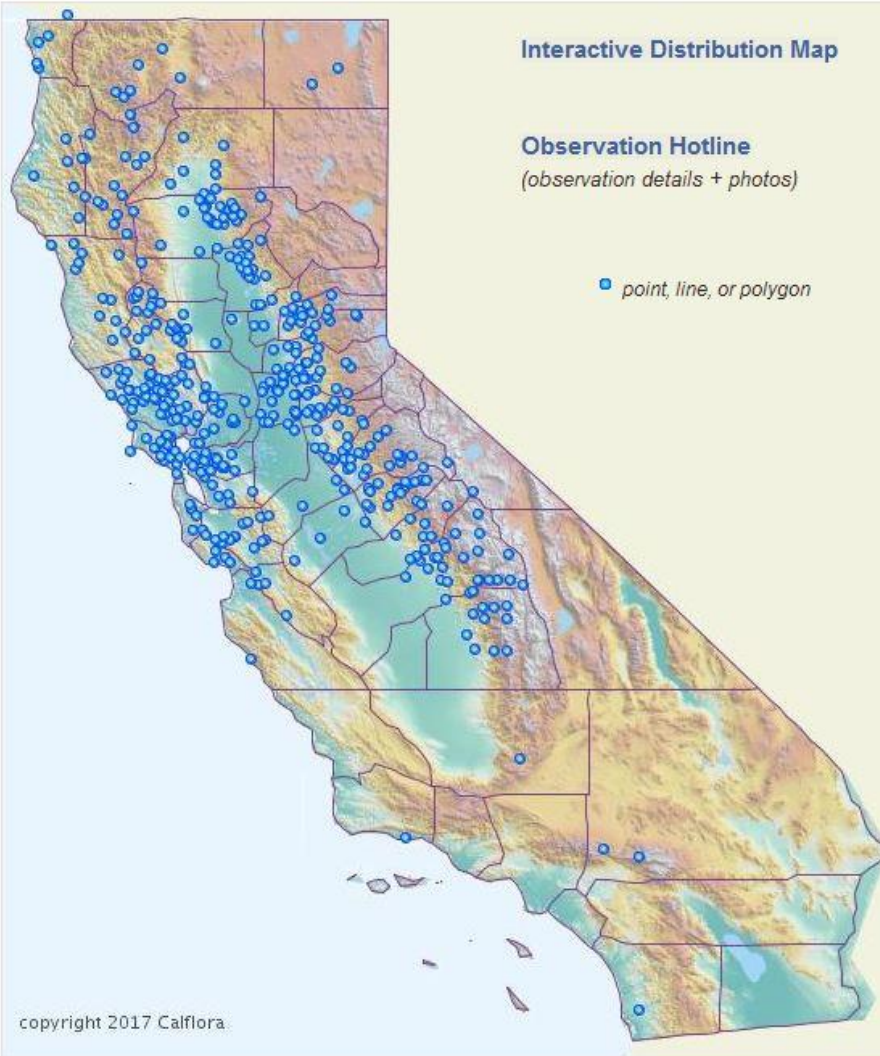 Interactive Distribution Map
Observation Hotline
(observation details + photos)
point, line, or polygon
copyright 2017 Calflora